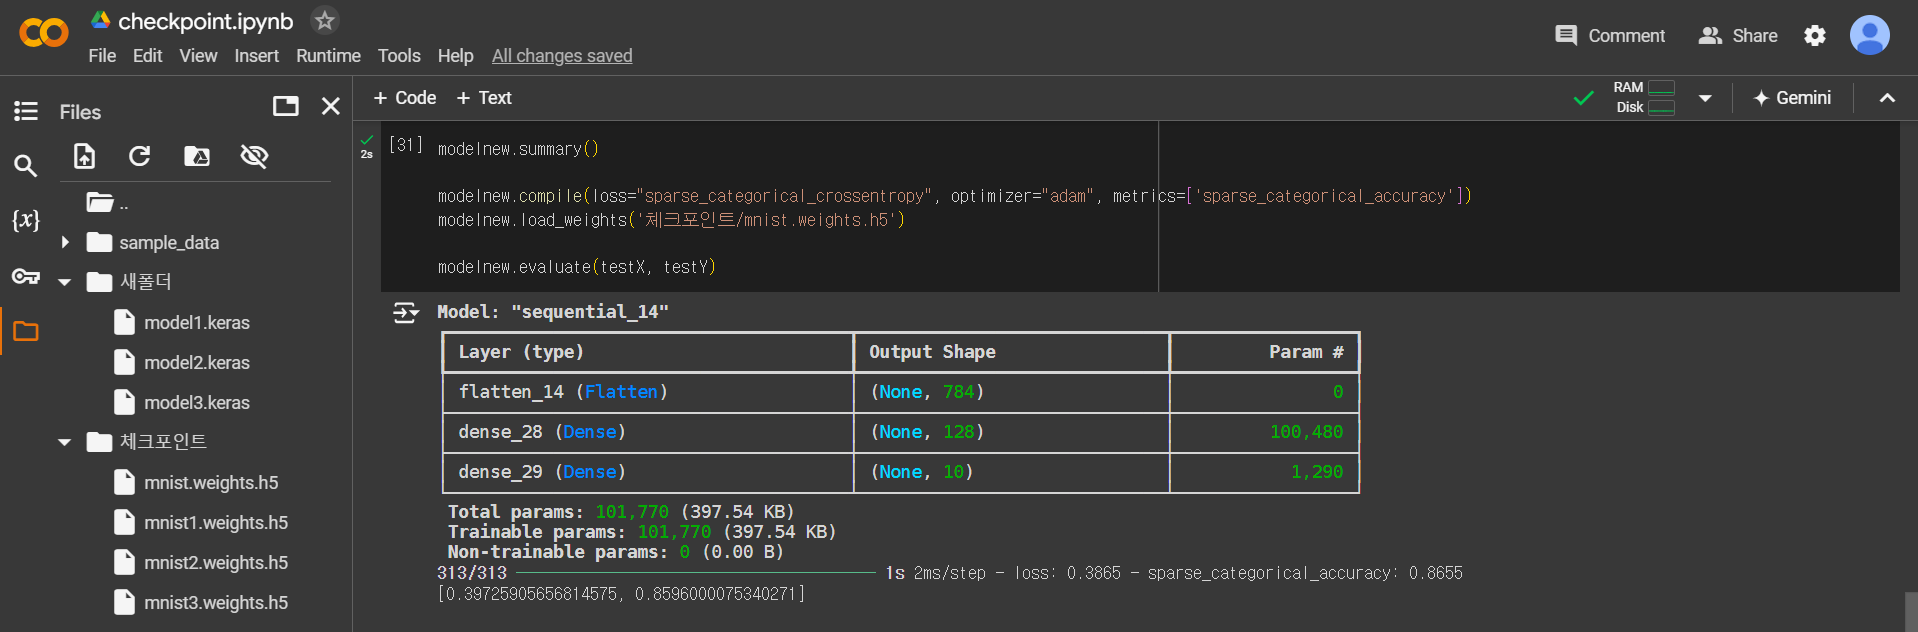 checkpoint.ipynb
File Edit View Insert Runtime Tools Help All changes saved
Comment
Share
Files
+ Code + Text
RAM
Disk
Gemini
{x}
..
sample_data
새폴더
model1.keras
model2.keras
model3.keras
체크포인트
mnist.weights.h5
mnist1.weights.h5
mnist2.weights.h5
mnist3.weights.h5
2s
[31] modelnew.summary()
modelnew.compile(loss="sparse_categorical_crossentropy", optimizer="adam", metrics=['sparse_categorical_accuracy'])
modelnew.load_weights('체크포인트/mnist.weights.h5')
modelnew.evaluate(testX, testY)
Model: "sequential_14"
Layer (type) Output Shape Param #
flatten_14 (Flatten) (None, 784) 0
dense_28 (Dense) (None, 128) 100,480
dense_29 (Dense) (None, 10) 1,290
Total params: 101,770 (397.54 KB)
Trainable params: 101,770 (397.54 KB)
Non-trainable params: 0 (0.00 B)
313/313 1s 2ms/step - loss: 0.3865 - sparse_categorical_accuracy: 0.8655
[0.39725905656814575, 0.8596000075340271]